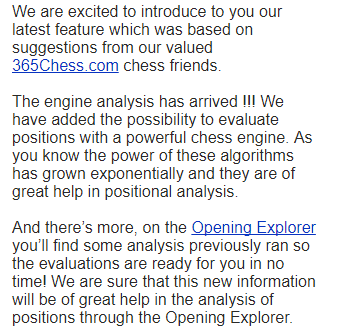 We are excited to introduce to you our
latest feature which was based on
suggestions from our valued
365Chess.com chess friends.
The engine analysis has arrived !!! We
have added the possibility to evaluate
positions with a powerful chess engine. As
you know the power of these algorithms
has grown exponentially and they are of
great help in positional analysis.
And there's more, on the Opening Explorer
you'll find some analysis previously ran so
the evaluations are ready for you in no
time! We are sure that this new information
will be of great help in the analysis of
positions through the Opening Explorer.